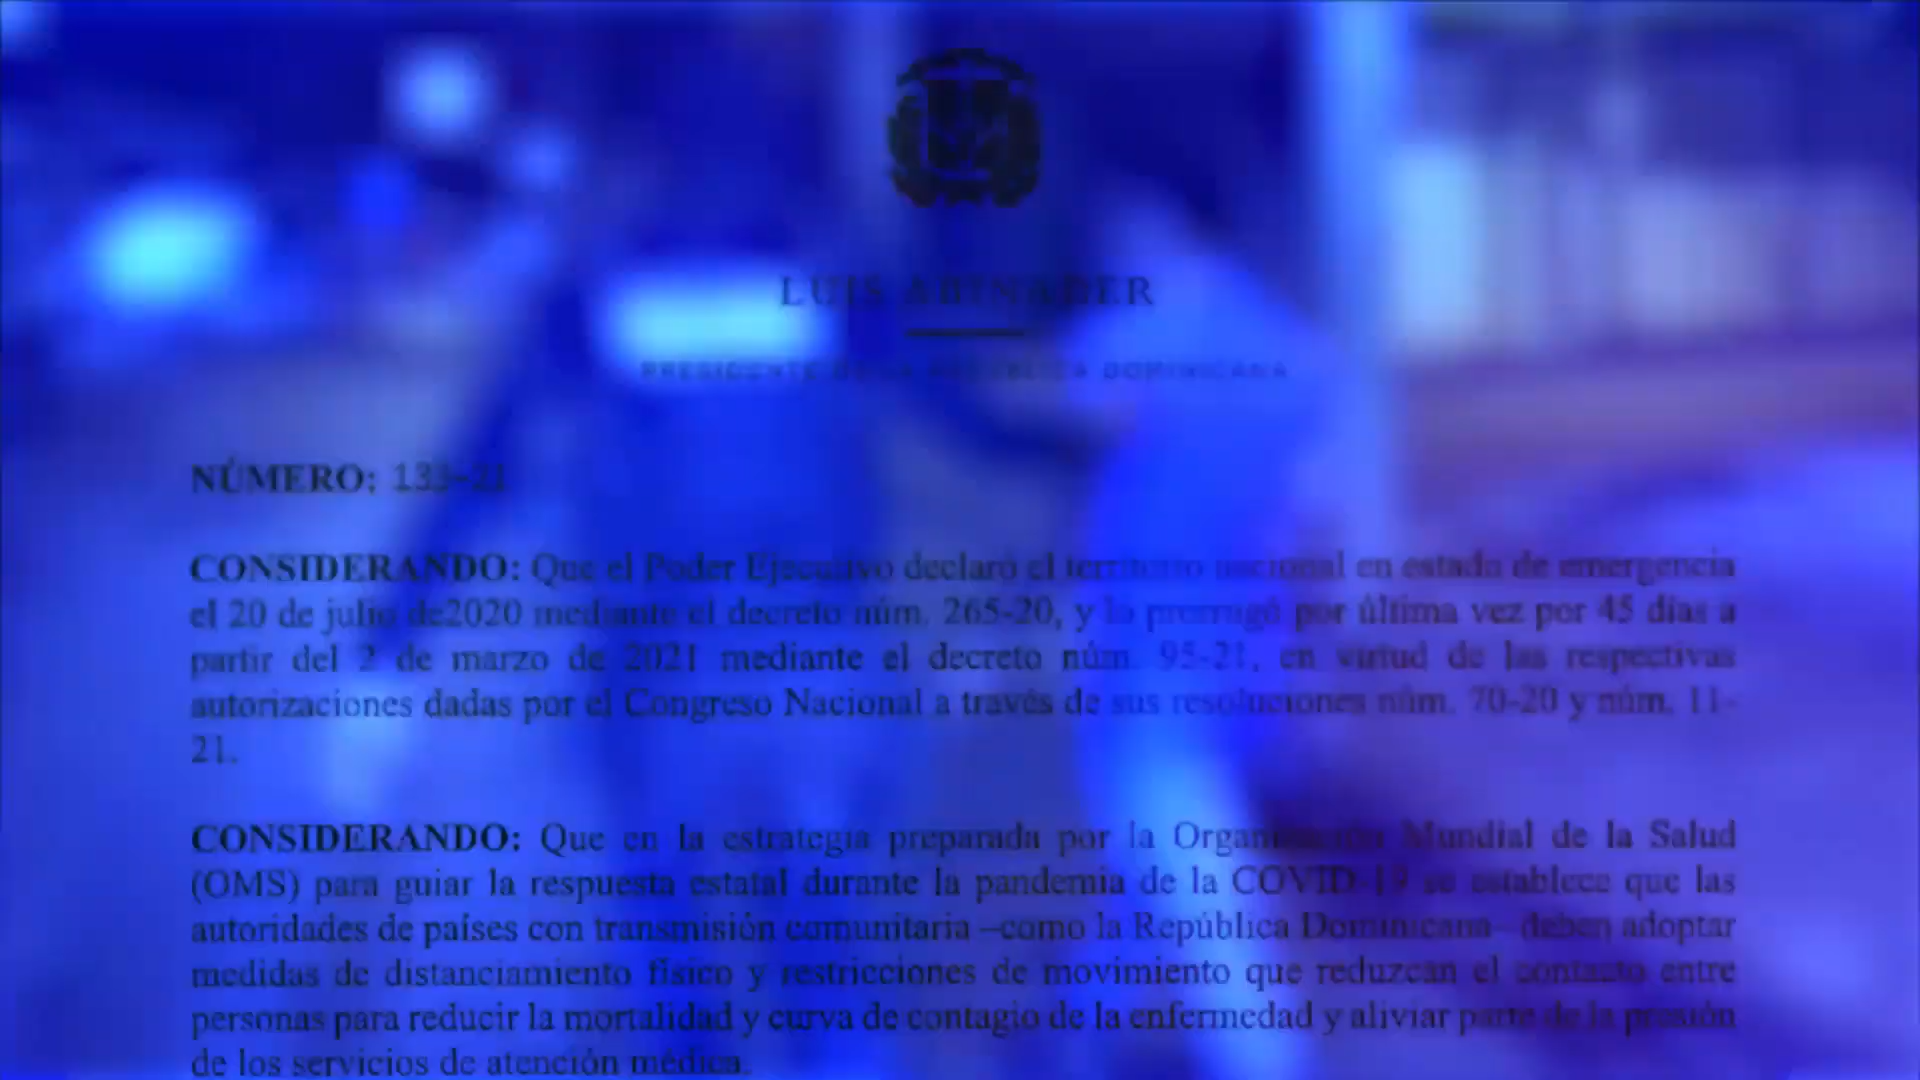 LUIS ABINADER
PRESIDENTE DE LA REPÚBLICA DOMINICANA
NÚMERO: 133-21
CONSIDERANDO: Que el Poder Ejecutivo declaró el territorio nacional en estado de emergencia
el 20 de julio de2020 mediante el decreto núm. 265-20, y lo prorrogó por última vez por 45 días a
partir del 2 de marzo de 2021 mediante el decreto núm. 95-21, en virtud de las respectivas
autorizaciones dadas por el Congreso Nacional a través de sus resoluciones núm. 70-20 y núm. 11-
21.
CONSIDERANDO: Que en la estrategia preparada por la Organización Mundial de la Salud
(OMS) para guiar la respuesta estatal durante la pandemia de la COVID-19 se establece que las
autoridades de países con transmisión comunitaria –como la República Dominicana– deben adoptar
medidas de distanciamiento físico y restricciones de movimiento que reduzcan el contacto entre
personas para reducir la mortalidad y curva de contagio de la enfermedad y aliviar parte de la presión
de los servicios de atención médica.